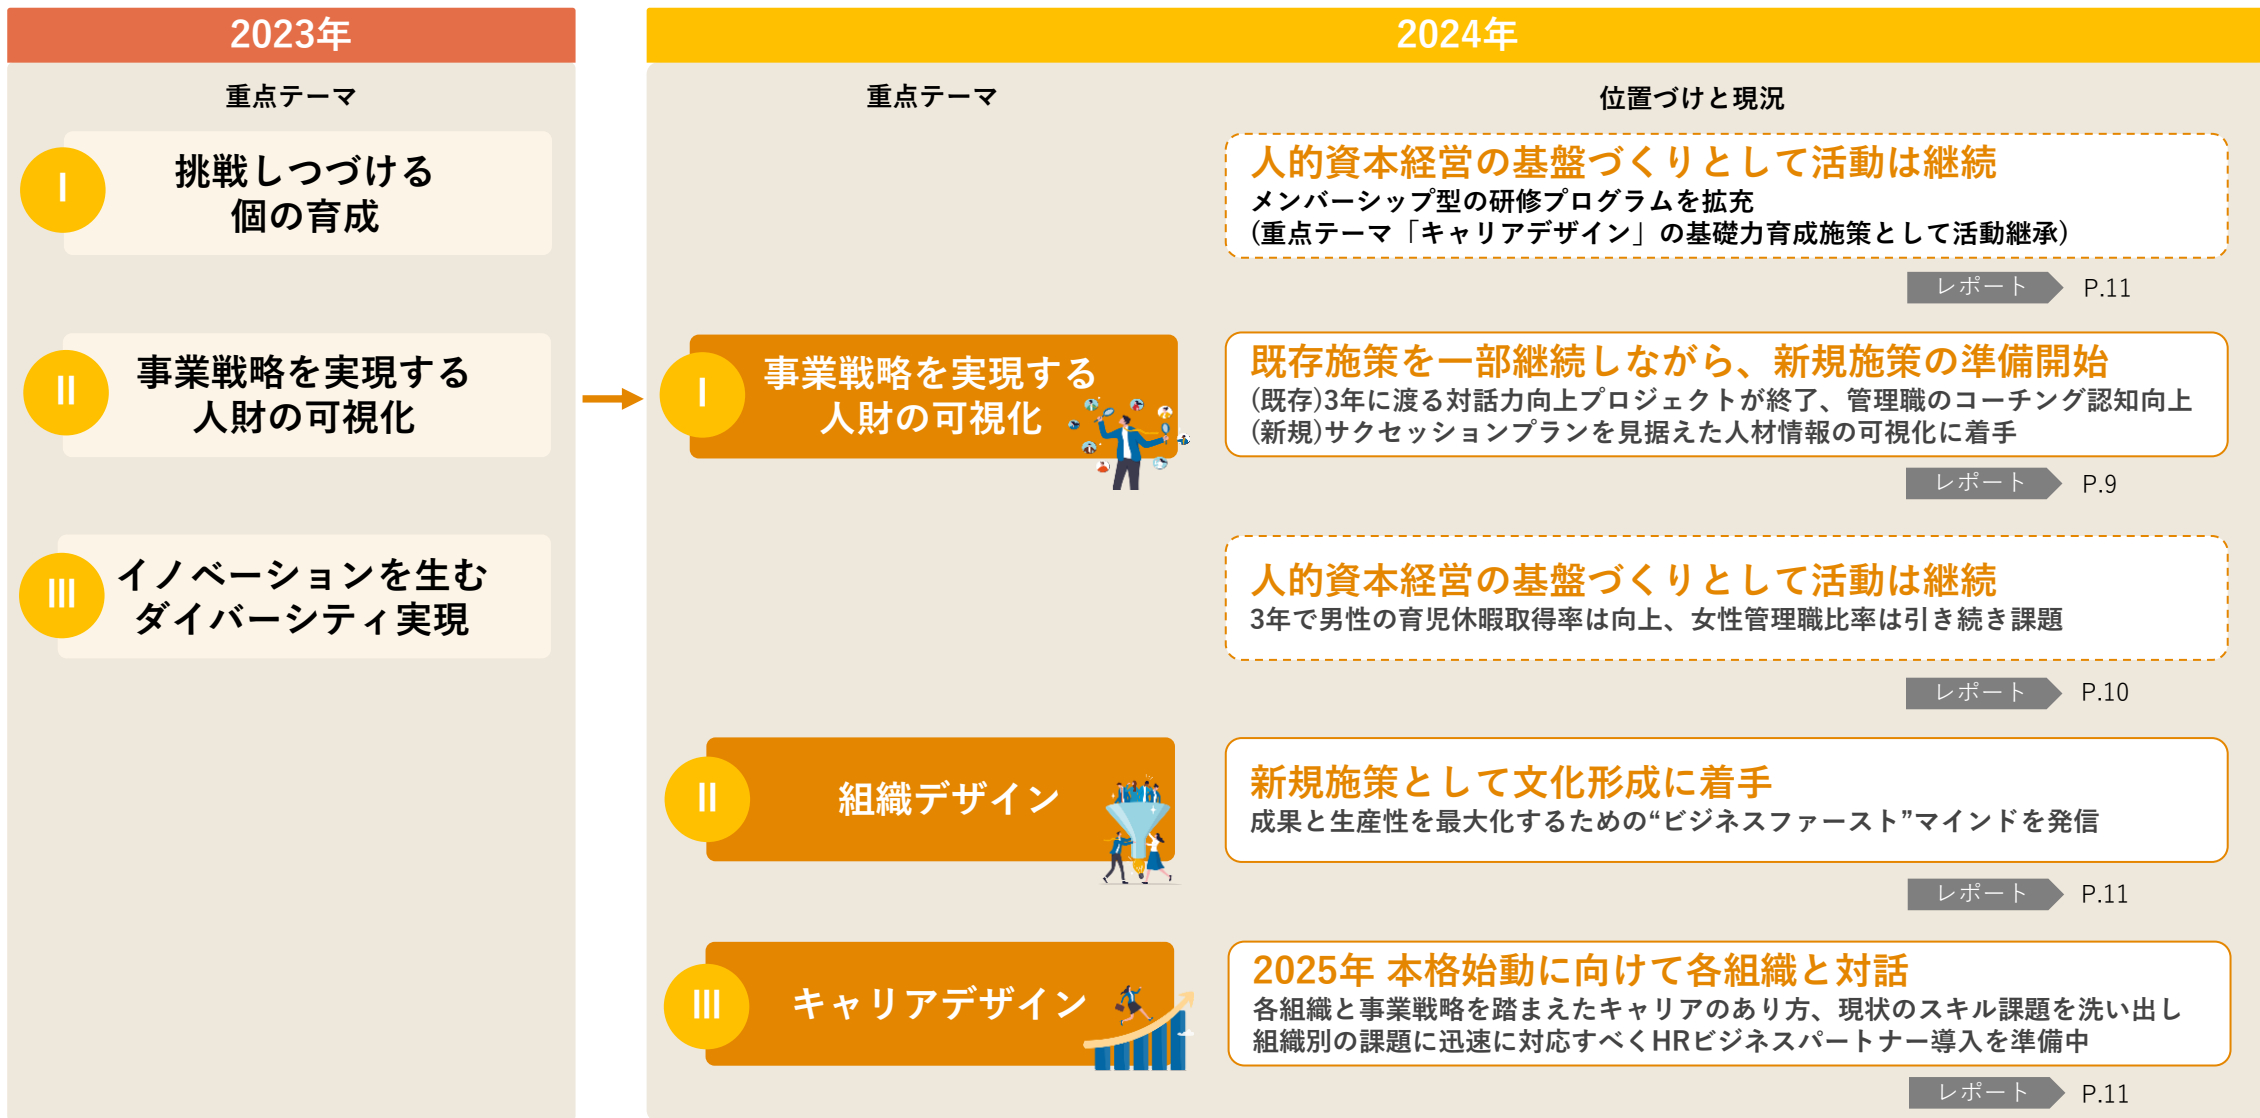 2023年
重点テーマ
I
挑戦しつづける
個の育成
II
事業戦略を実現する
人財の可視化
III
イノベーションを生む
ダイバーシティ実現
2024年
重点テーマ
位置づけと現況
人的資本経営の基盤づくりとして活動は継続
メンバーシップ型の研修プログラムを拡充
(重点テーマ「キャリアデザイン」の基礎力育成施策として活動継承)
レポート P.11
I
事業戦略を実現する
人財の可視化
既存施策を一部継続しながら、新規施策の準備開始
(既存)3年に渡る対話力向上プロジェクトが終了、管理職のコーチング認知向上
(新規)サクセッションプランを見据えた人材情報の可視化に着手
レポート P.9
人的資本経営の基盤づくりとして活動は継続
3年で男性の育児休暇取得率は向上、女性管理職比率は引き続き課題
レポート P.10
II
組織デザイン
新規施策として文化形成に着手
成果と生産性を最大化するための“ビジネスファースト”マインドを発信
レポート P.11
III
キャリアデザイン
2025年 本格始動に向けて各組織と対話
各組織と事業戦略を踏まえたキャリアのあり方、現状のスキル課題を洗い出し
組織別の課題に迅速に対応すべくHRビジネスパートナー導入を準備中
レポート P.11